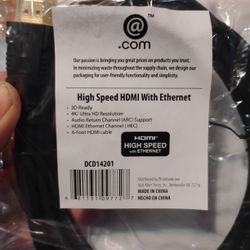 @™
.com
Our passion is bringing you great prices on products you trust.
In minimizing waste throughout the supply chain, we design our
packaging for user-friendly functionality and simplicity.
High Speed HDMI With Ethernet
• 3D Ready
• 4K/ Ultra HD Resolution
• Audio Return Channel (ARC) Support
• HDMI Ethernet Channel ( HEC)
• 6-Foot HDMI cable
HDMI
HIGH SPEED
with ETHERNET
DCD14201
MADE IN CHINA
HECHO EN CHINA